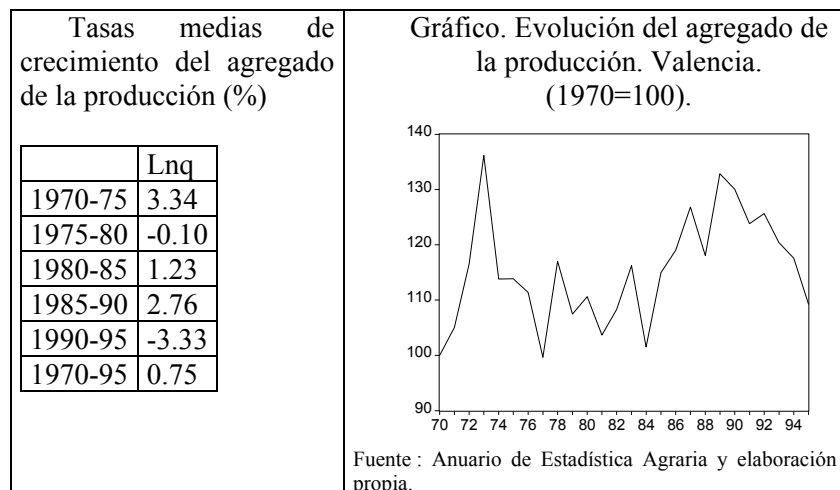 Tasas medias de
crecimiento del agregado
de la producción (%)
Lnq
1970-75 3.34
1975-80 -0.10
1980-85 1.23
1985-90 2.76
1990-95 -3.33
1970-95 0.75
Gráfico. Evolución del agregado de
la producción. Valencia.
(1970=100).
140
130
120
110
100
90
70 72 74 76 78 80 82 84 86 88 90 92 94
Fuente : Anuario de Estadística Agraria y elaboración
propia.